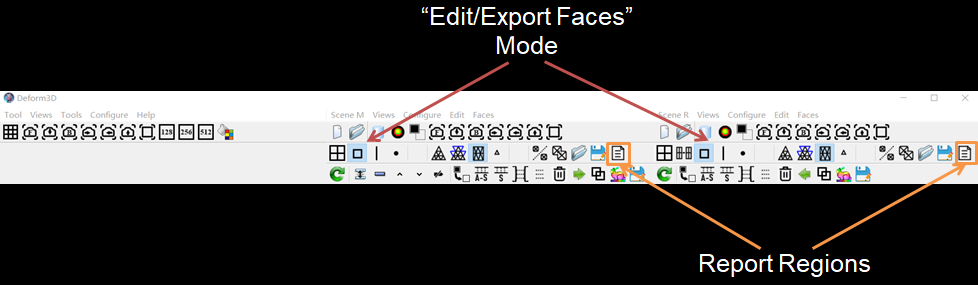 “Edit/Export Faces”
Mode
Deform3D
Tool Views Tools Configure Help
Scene M Views Configure Edit Faces
Scene R Views Configure Edit Faces
128 256 512
A-S S
A-S S
Report Regions